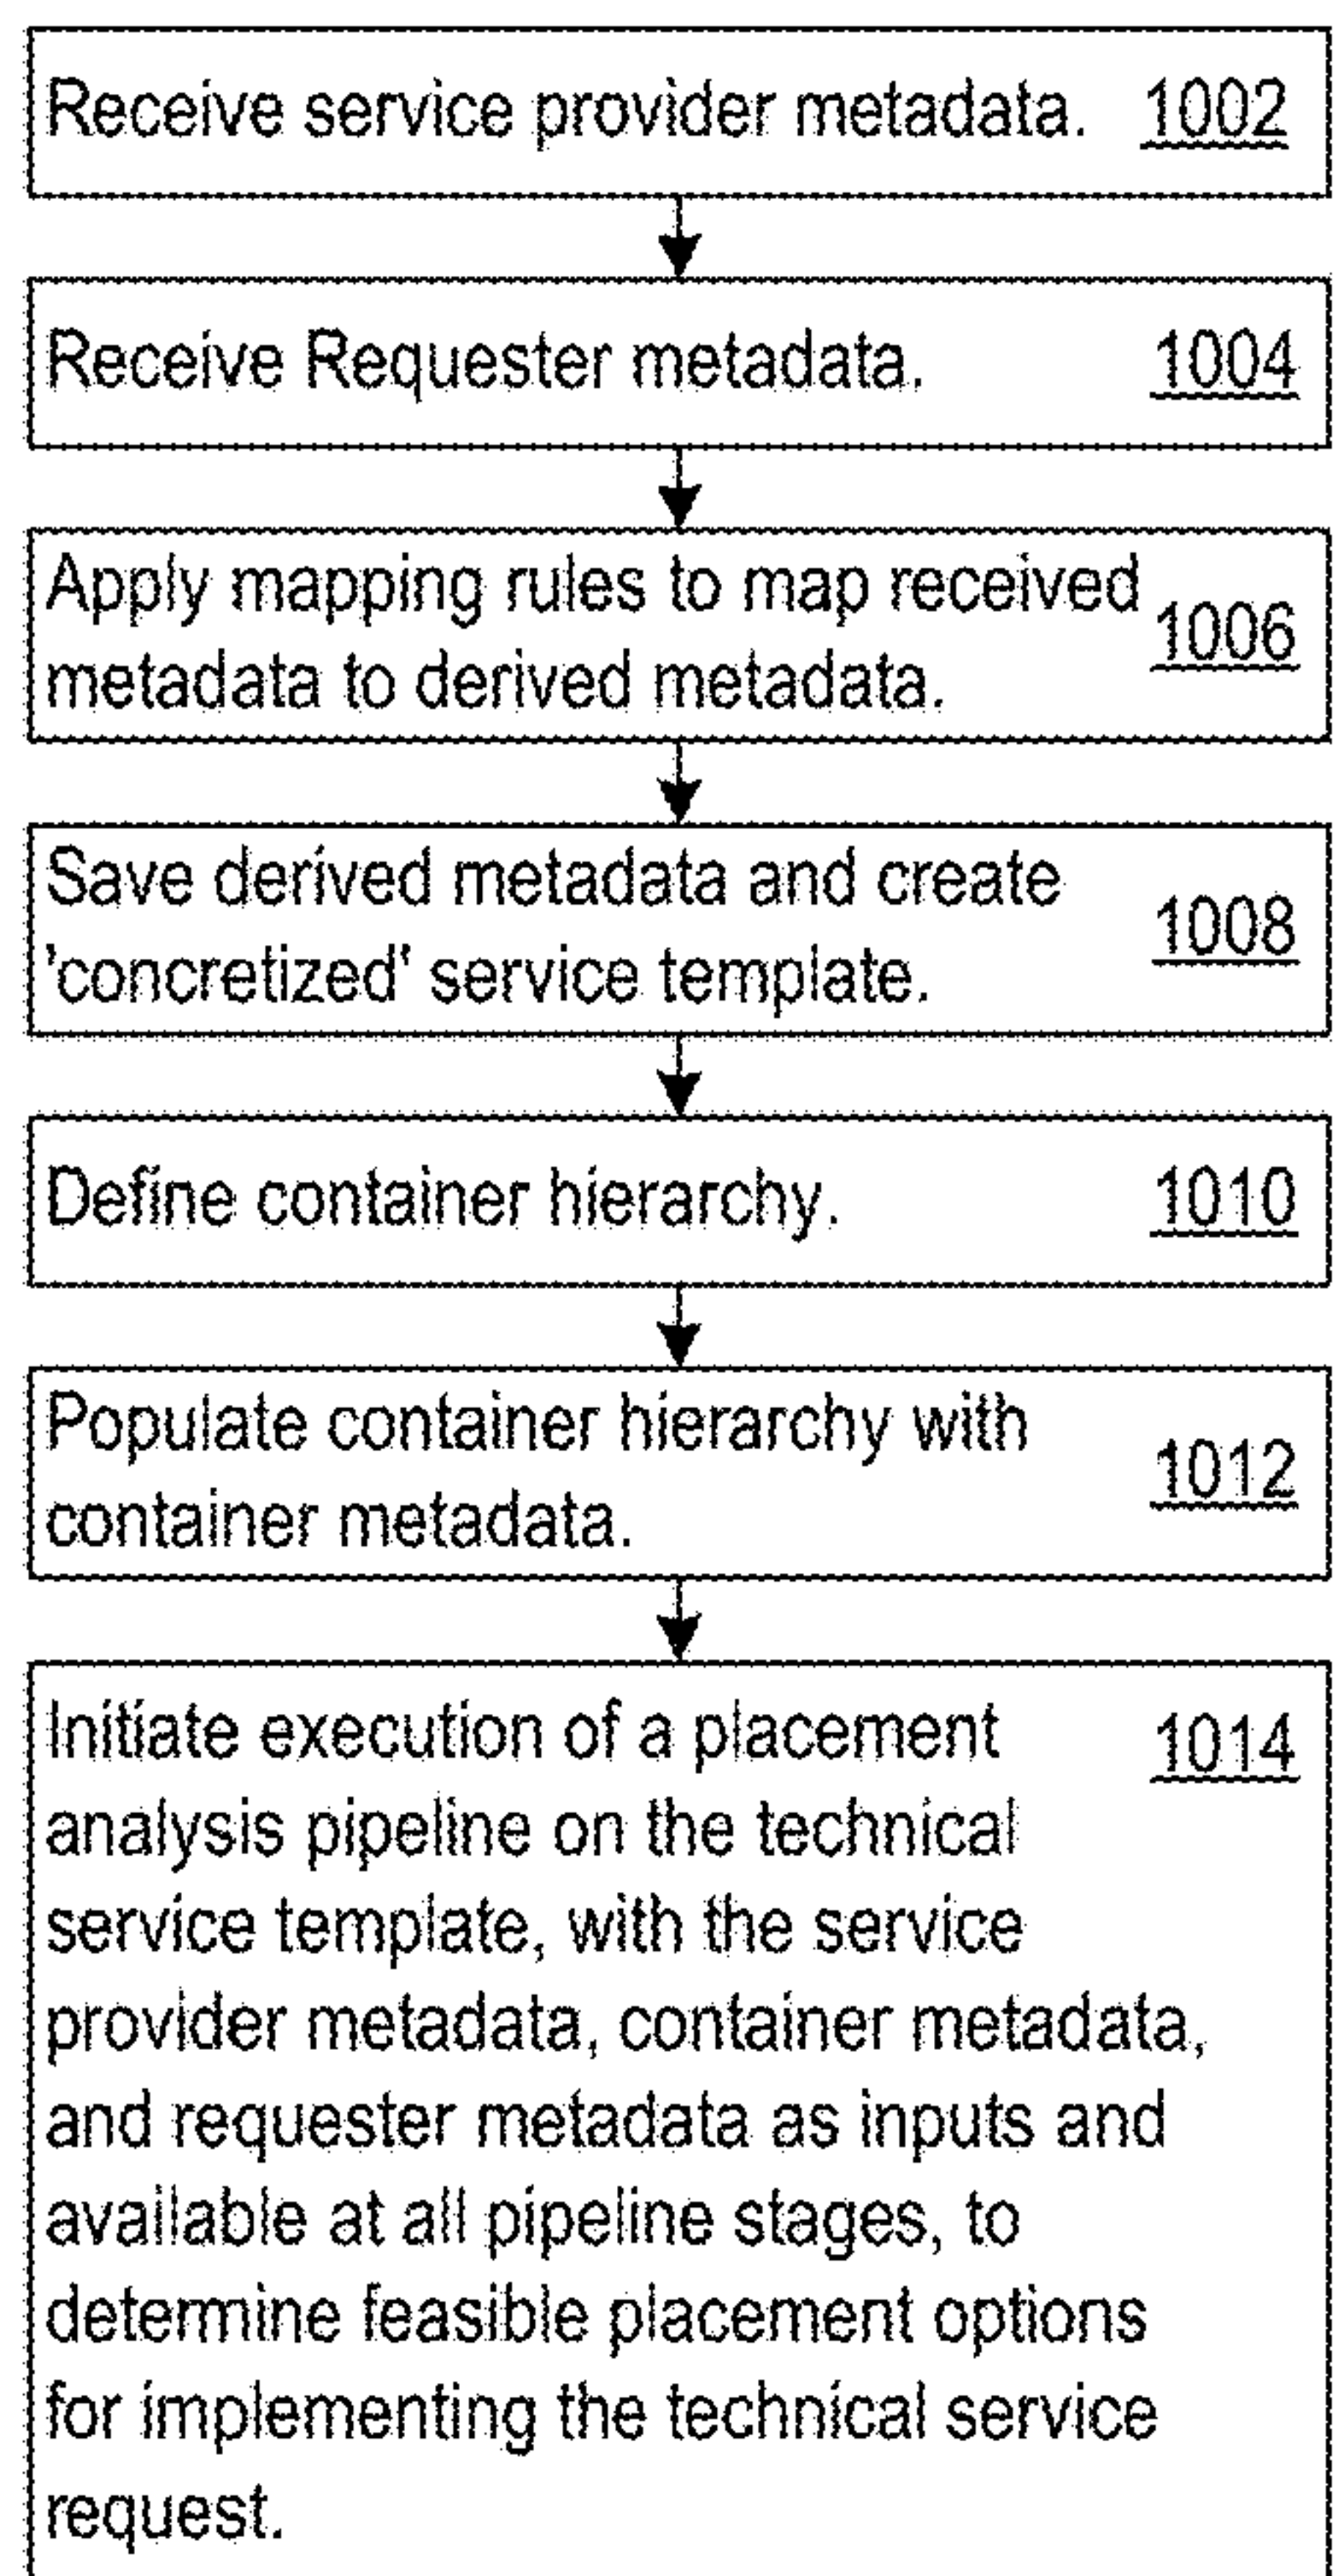 Receive service provider metadata. 1002
Receive Requester metadata. 1004
Apply mapping rules to map received
metadata to derived metadata. 1006
Save derived metadata and create
'concretized' service template. 1008
Define container hierarchy. 1010
Populate container hierarchy with
container metadata. 1012
Initiate execution of a placement 1014
analysis pipeline on the technical
service template, with the service
provider metadata, container metadata,
and requester metadata as inputs and
available at all pipeline stages, to
determine feasible placement options
for implementing the technical service
request.